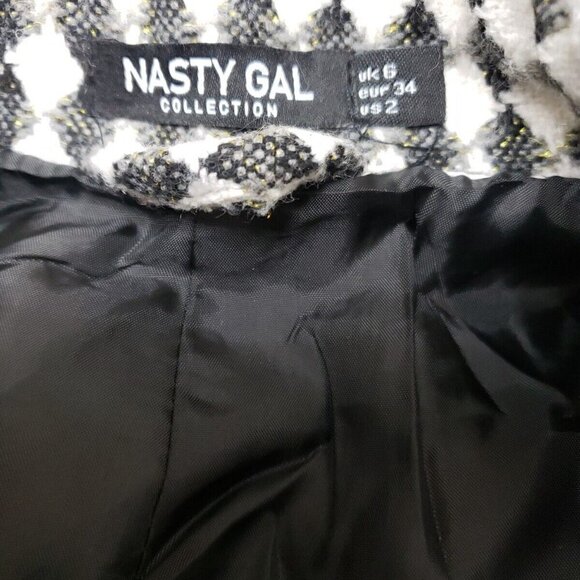 NASTY GAL
COLLECTION
uk 6
eur 34
us 2